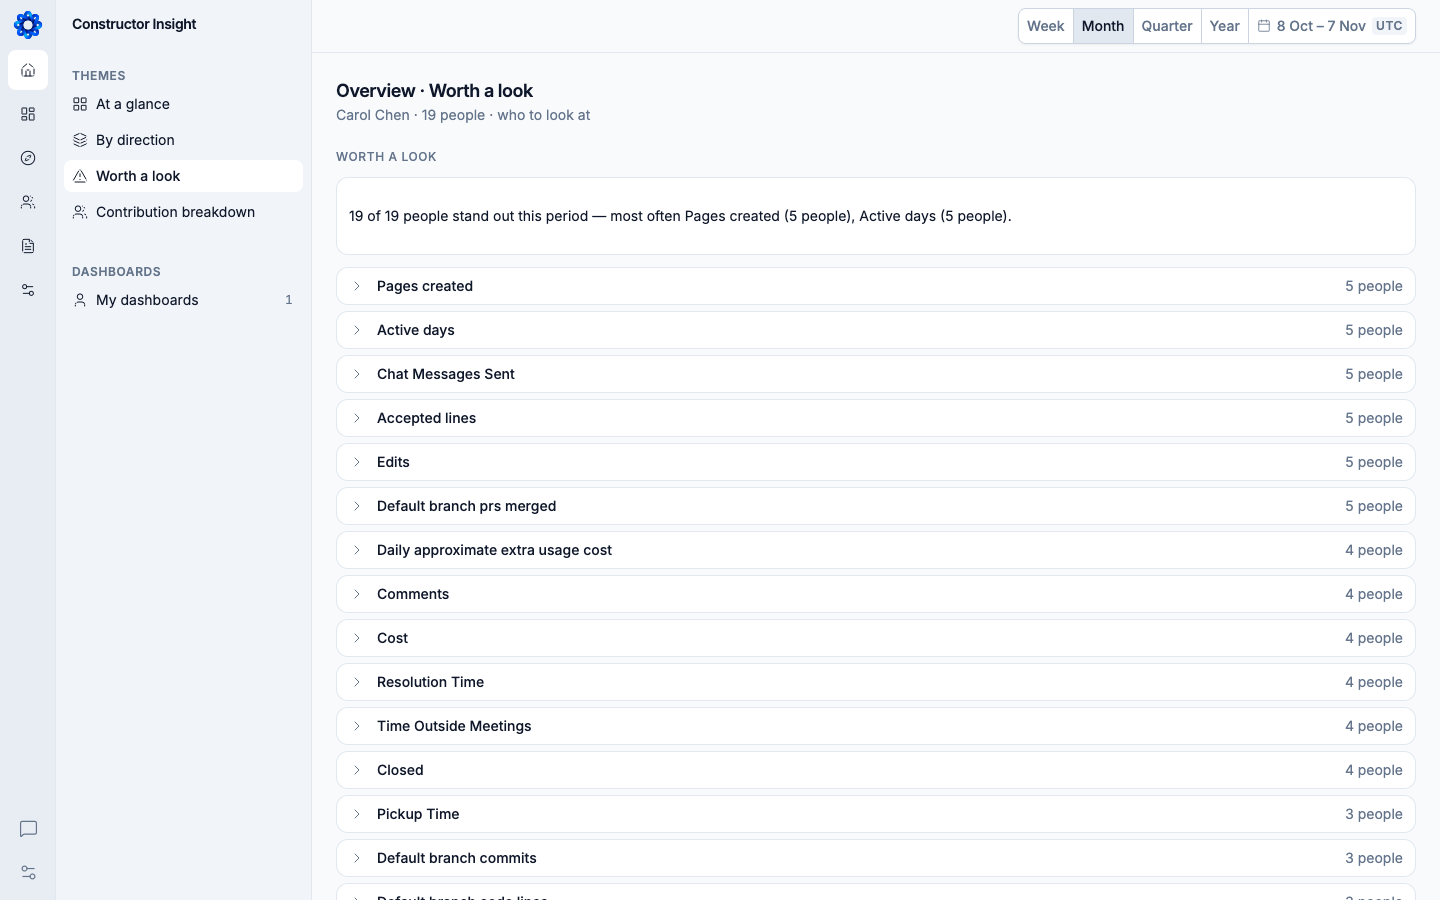 Constructor Insight
Week
Month
Quarter
Year
8 Oct – 7 Nov UTC
THEMES
At a glance
By direction
Worth a look
Contribution breakdown
DASHBOARDS
My dashboards 1
Overview · Worth a look
Carol Chen · 19 people · who to look at
WORTH A LOOK
19 of 19 people stand out this period — most often Pages created (5 people), Active days (5 people).
Pages created 5 people
Active days 5 people
Chat Messages Sent 5 people
Accepted lines 5 people
Edits 5 people
Default branch prs merged 5 people
Daily approximate extra usage cost 4 people
Comments 4 people
Cost 4 people
Resolution Time 4 people
Time Outside Meetings 4 people
Closed 4 people
Pickup Time 3 people
Default branch commits 3 people
Default branch code lines